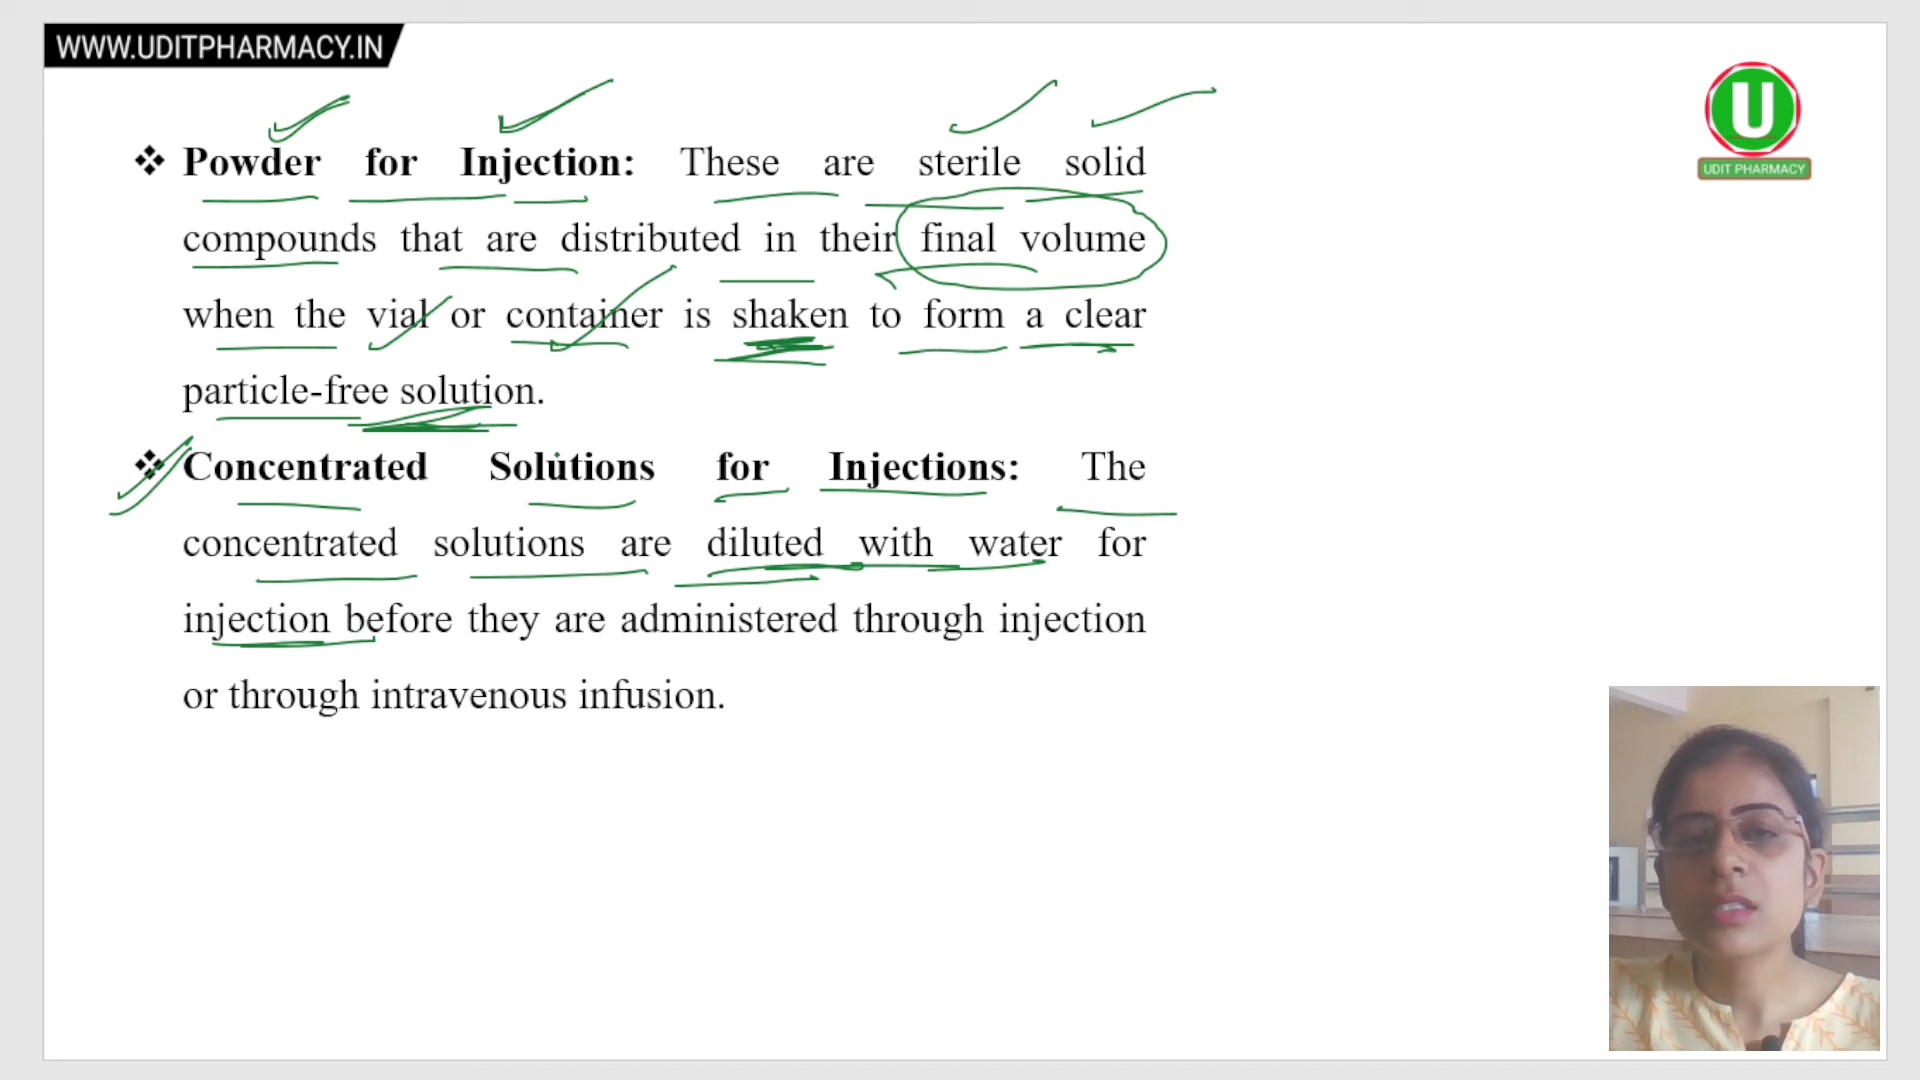 WWW.UDITPHARMACY.IN
U
UDIT PHARMACY
❖ Powder for Injection: These are sterile solid
compounds that are distributed in their final volume
when the vial or container is shaken to form a clear
particle-free solution.
❖ Concentrated Solutions for Injections: The
concentrated solutions are diluted with water for
injection before they are administered through injection
or through intravenous infusion.